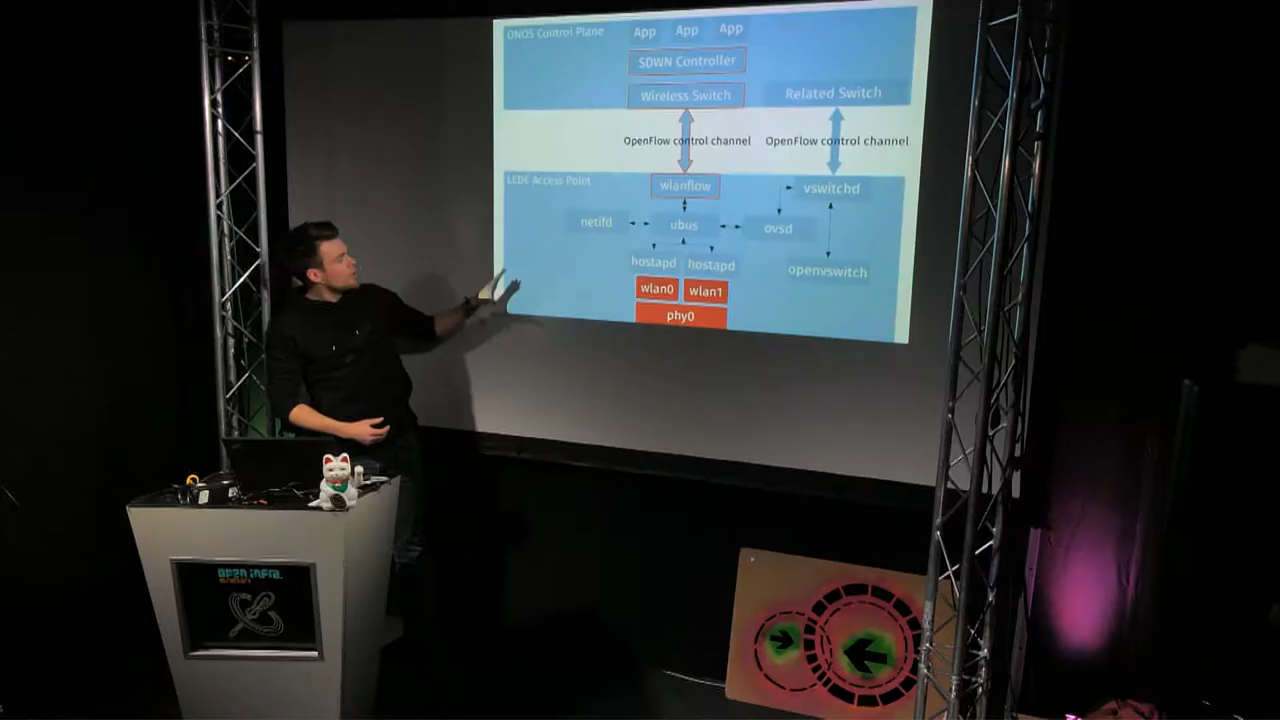 ONOS Control Plane
App App App
SDWN Controller
Wireless Switch
Related Switch
OpenFlow control channel
OpenFlow control channel
LEDE Access Point
wlanflow
vswitchd
netifd
ubus
ovsd
hostapd
hostapd
openvswitch
wlan0
wlan1
phy0
open infra.